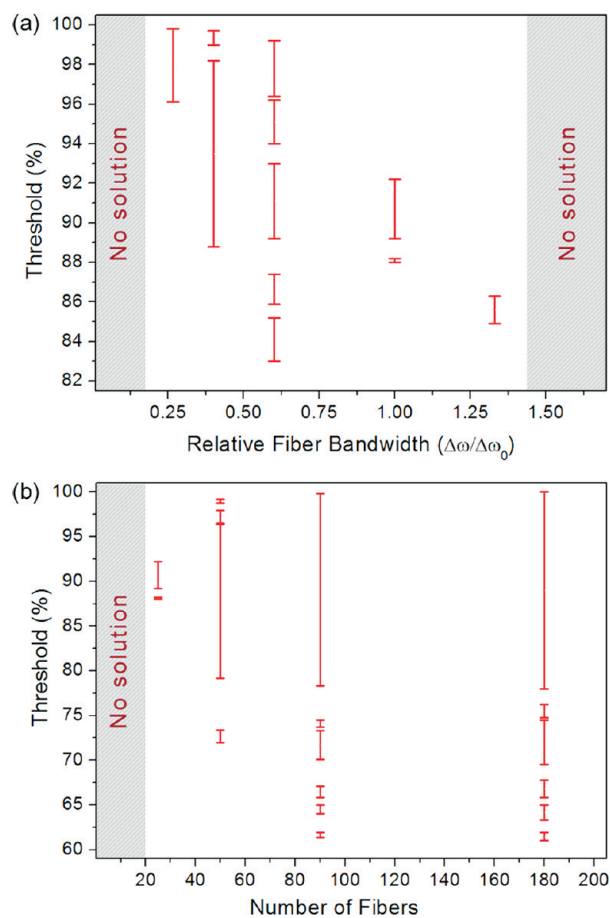 (a)
100
98
96
94
92
90
88
86
84
82
Threshold (%)
No solution
No solution
0.25 0.50 0.75 1.00 1.25 1.50
Relative Fiber Bandwidth (Δω/Δω₀)
(b)
100
95
90
85
80
75
70
65
60
Threshold (%)
No solution
20 40 60 80 100 120 140 160 180 200
Number of Fibers